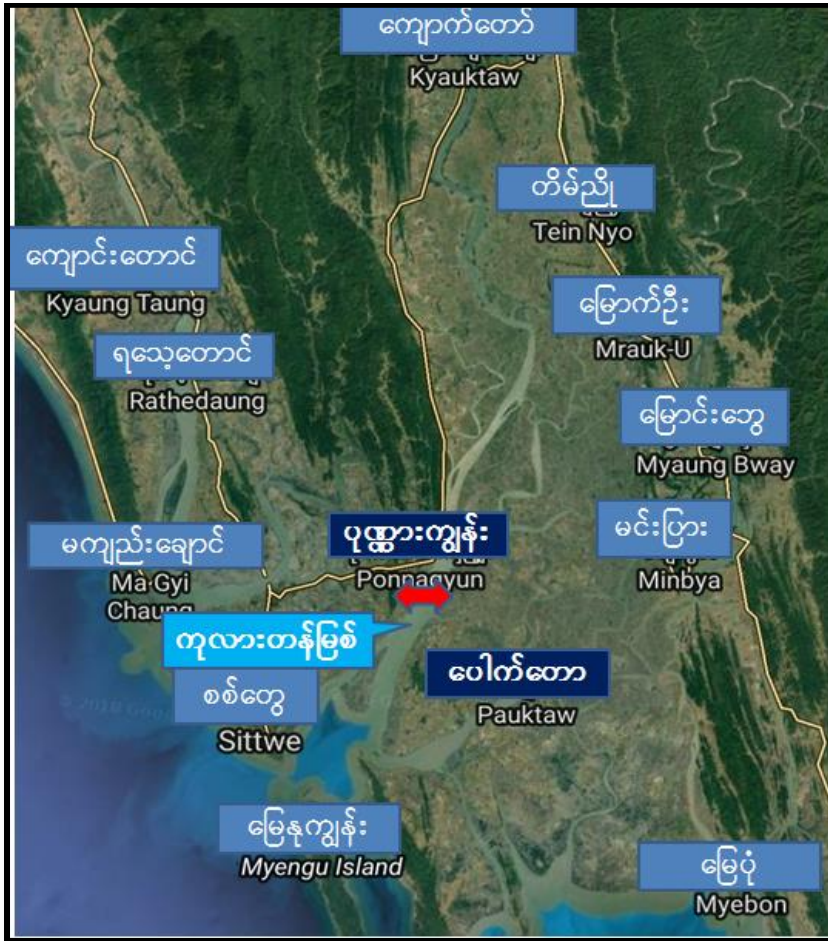 ကျောက်တော်
Kyauktaw
တိမ်ညို
Tein Nyo
ကျောင်းတောင်
Kyaung Taung
မြောက်ဦး
Mrauk-U
ရသေ့တောင်
Rathedaung
မြောင်းဘွေ
Myaung Bway
ပုဏ္ဏားကျွန်း
Ponnagyun
မင်းပြား
Minbya
မကျည်းချောင်
Ma Gyi
Chaung
ကုလားတန်မြစ်
ပေါက်တော
Pauktaw
စစ်တွေ
Sittwe
မြေနုကျွန်း
Myengu Island
မြေပုံ
Myebon